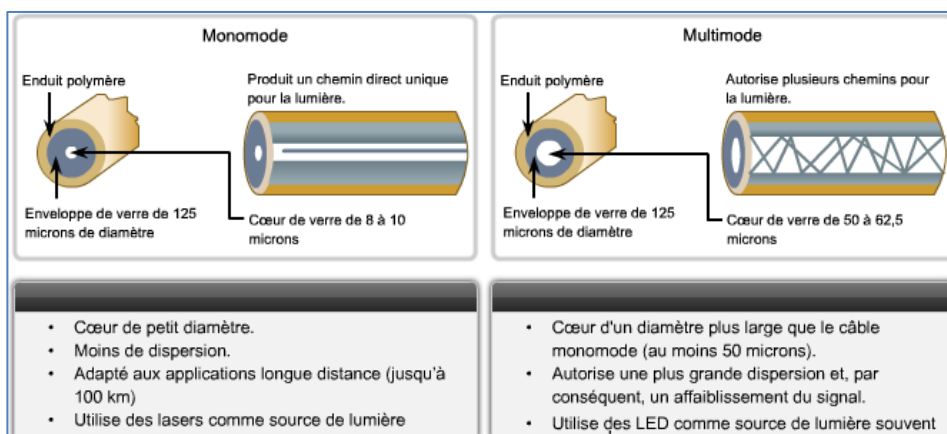 Monomode
Enduit polymère
Produit un chemin direct unique
pour la lumière.
Enveloppe de verre de 125
microns de diamètre
Cœur de verre de 8 à 10
microns
Multimode
Enduit polymère
Autorise plusieurs chemins pour
la lumière.
Enveloppe de verre 125
microns de diamètre
Cœur de verre de 50 à 62,5
microns
• Cœur de petit diamètre.
• Moins de dispersion.
• Adapté aux applications longue distance (jusqu'à
100 km)
• Utilise des lasers comme source de lumière
• Cœur d'un diamètre plus large que le câble
monomode (au moins 50 microns).
• Autorise une plus grande dispersion et, par
conséquent, un affaiblissement du signal.
• Utilise des LED comme source de lumière souvent